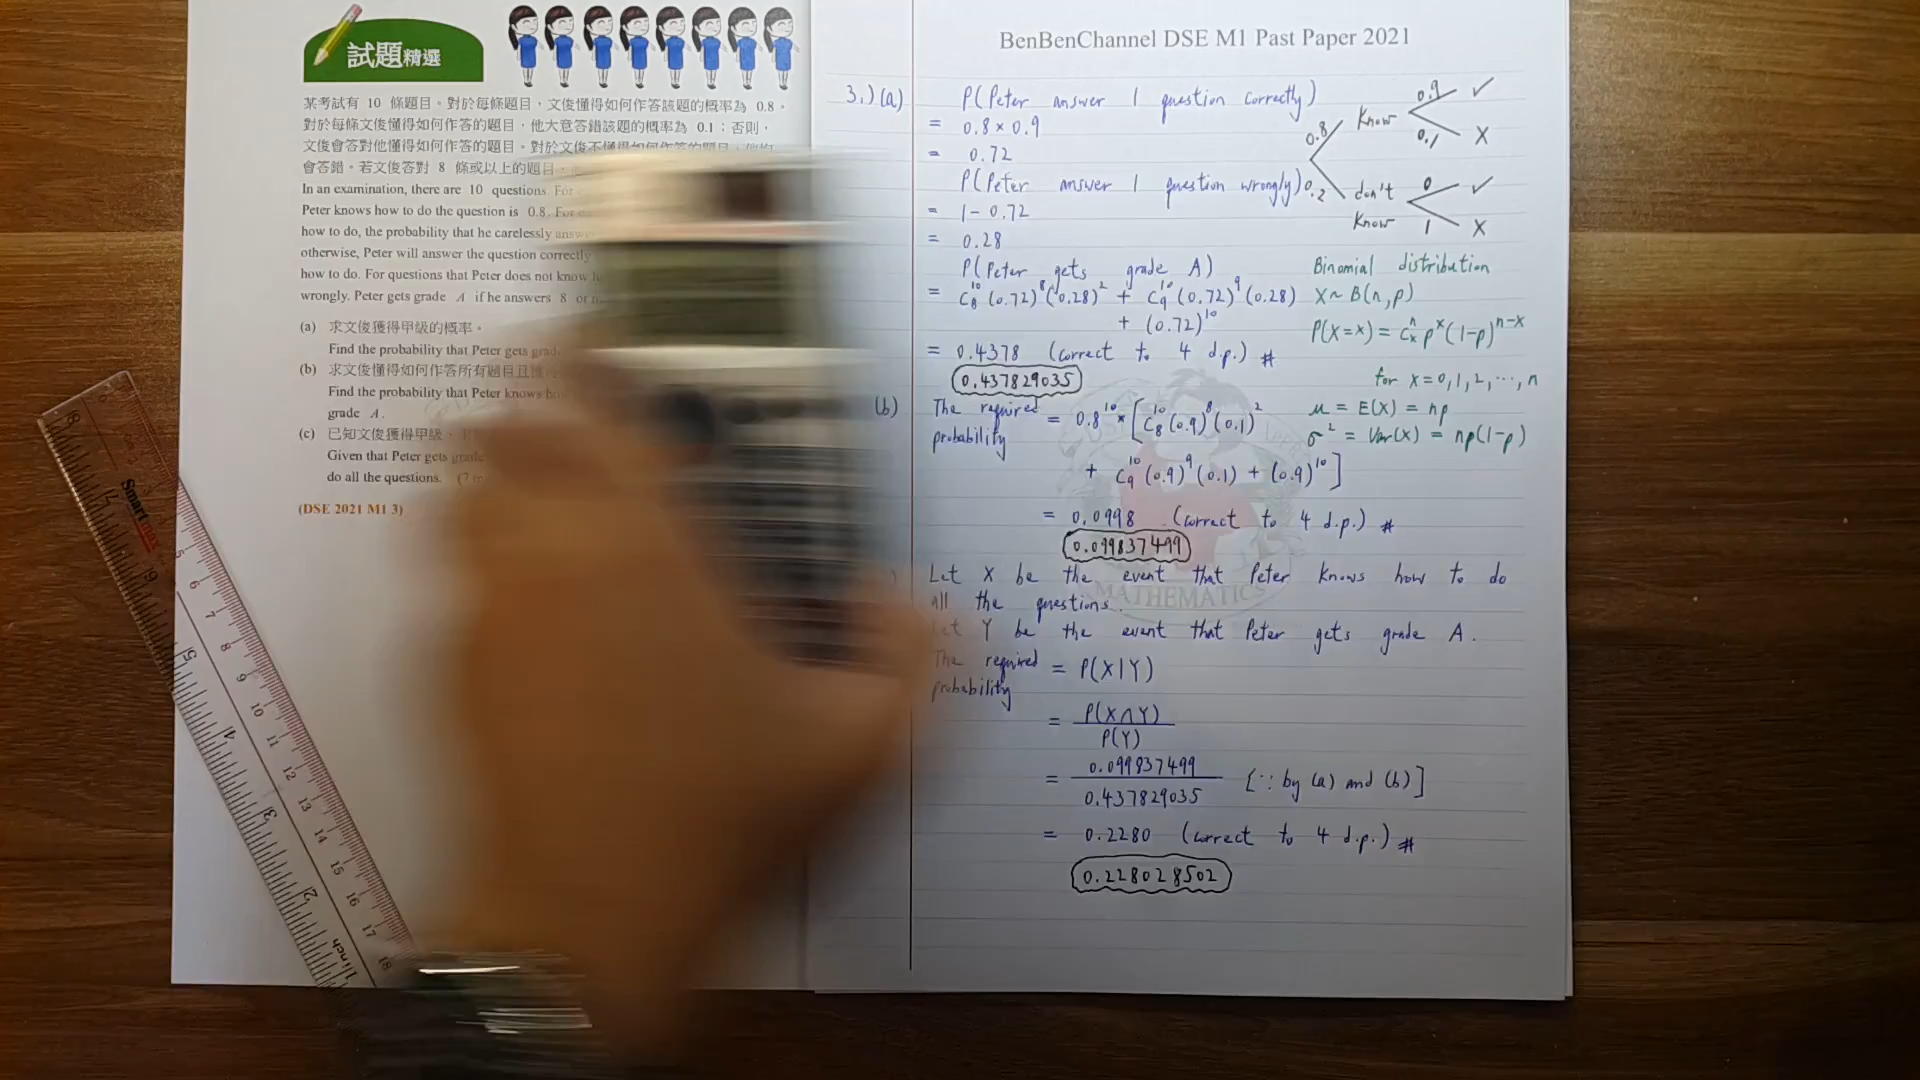 試題精選
某考試有 10 條題目。對於每條題目，文俊懂得如何作答該題的概率為 0.8。
對於每條文俊懂得如何作答的題目，他大意答錯該題的概率為 0.1；否則，
文俊會答對他懂得如何作答的題目。對於文俊不懂得如何作答的題目，他均
會答錯。若文俊答對 8 條或以上的題目，
In an examination, there are 10 questions. For
Peter knows how to do the question is 0.8. For
how to do, the probability that he carelessly
otherwise, Peter will answer the question correctly
how to do. For questions that Peter does not know
wrongly. Peter gets grade A if he answers 8 or
(a) 求文俊獲得甲級的概率。
Find the probability that Peter gets
(b) 求文俊懂得如何作答所有題目且獲
Find the probability that Peter knows
grade A.
(c) 已知文俊獲得甲級，
Given that Peter gets grade
do all the questions.
(DSE 2021 M1 3)
BenBenChannel DSE M1 Past Paper 2021
3.) (a) P(Peter answer 1 question correctly)
= 0.8 × 0.9
= 0.72
P(Peter answer 1 question wrongly)
= 1 - 0.72
= 0.28
P(Peter gets grade A)
= C₈¹⁰ (0.72)⁸ (0.28)² + C₉¹⁰ (0.72)⁹ (0.28)
+ (0.72)¹⁰
= 0.4378 (correct to 4 d.p.) #
0.437829035
0.8 Know 0.9 ✓
0.1 X
0.2 don't Know 0 ✓
1 X
Binomial distribution
X ~ B(n, p)
P(X = x) = Cₓⁿ pˣ (1-p)ⁿ⁻ˣ
for x = 0, 1, 2, ..., n
μ = E(X) = np
σ² = Var(X) = np(1-p)
(b) The required probability = 0.8¹⁰ × [C₈¹⁰ (0.9)⁸ (0.1)²
+ C₉¹⁰ (0.9)⁹ (0.1) + (0.9)¹⁰]
= 0.0998 (correct to 4 d.p.) #
0.099837499
Let X be the event that Peter knows how to do
all the questions.
Let Y be the event that Peter gets grade A.
The required probability = P(X|Y)
= P(X∩Y) / P(Y)
= 0.099837499 / 0.437829035 [∵ by (a) and (b)]
= 0.2280 (correct to 4 d.p.) #
0.228028502
MATHEMATICS
SmartMax
inch